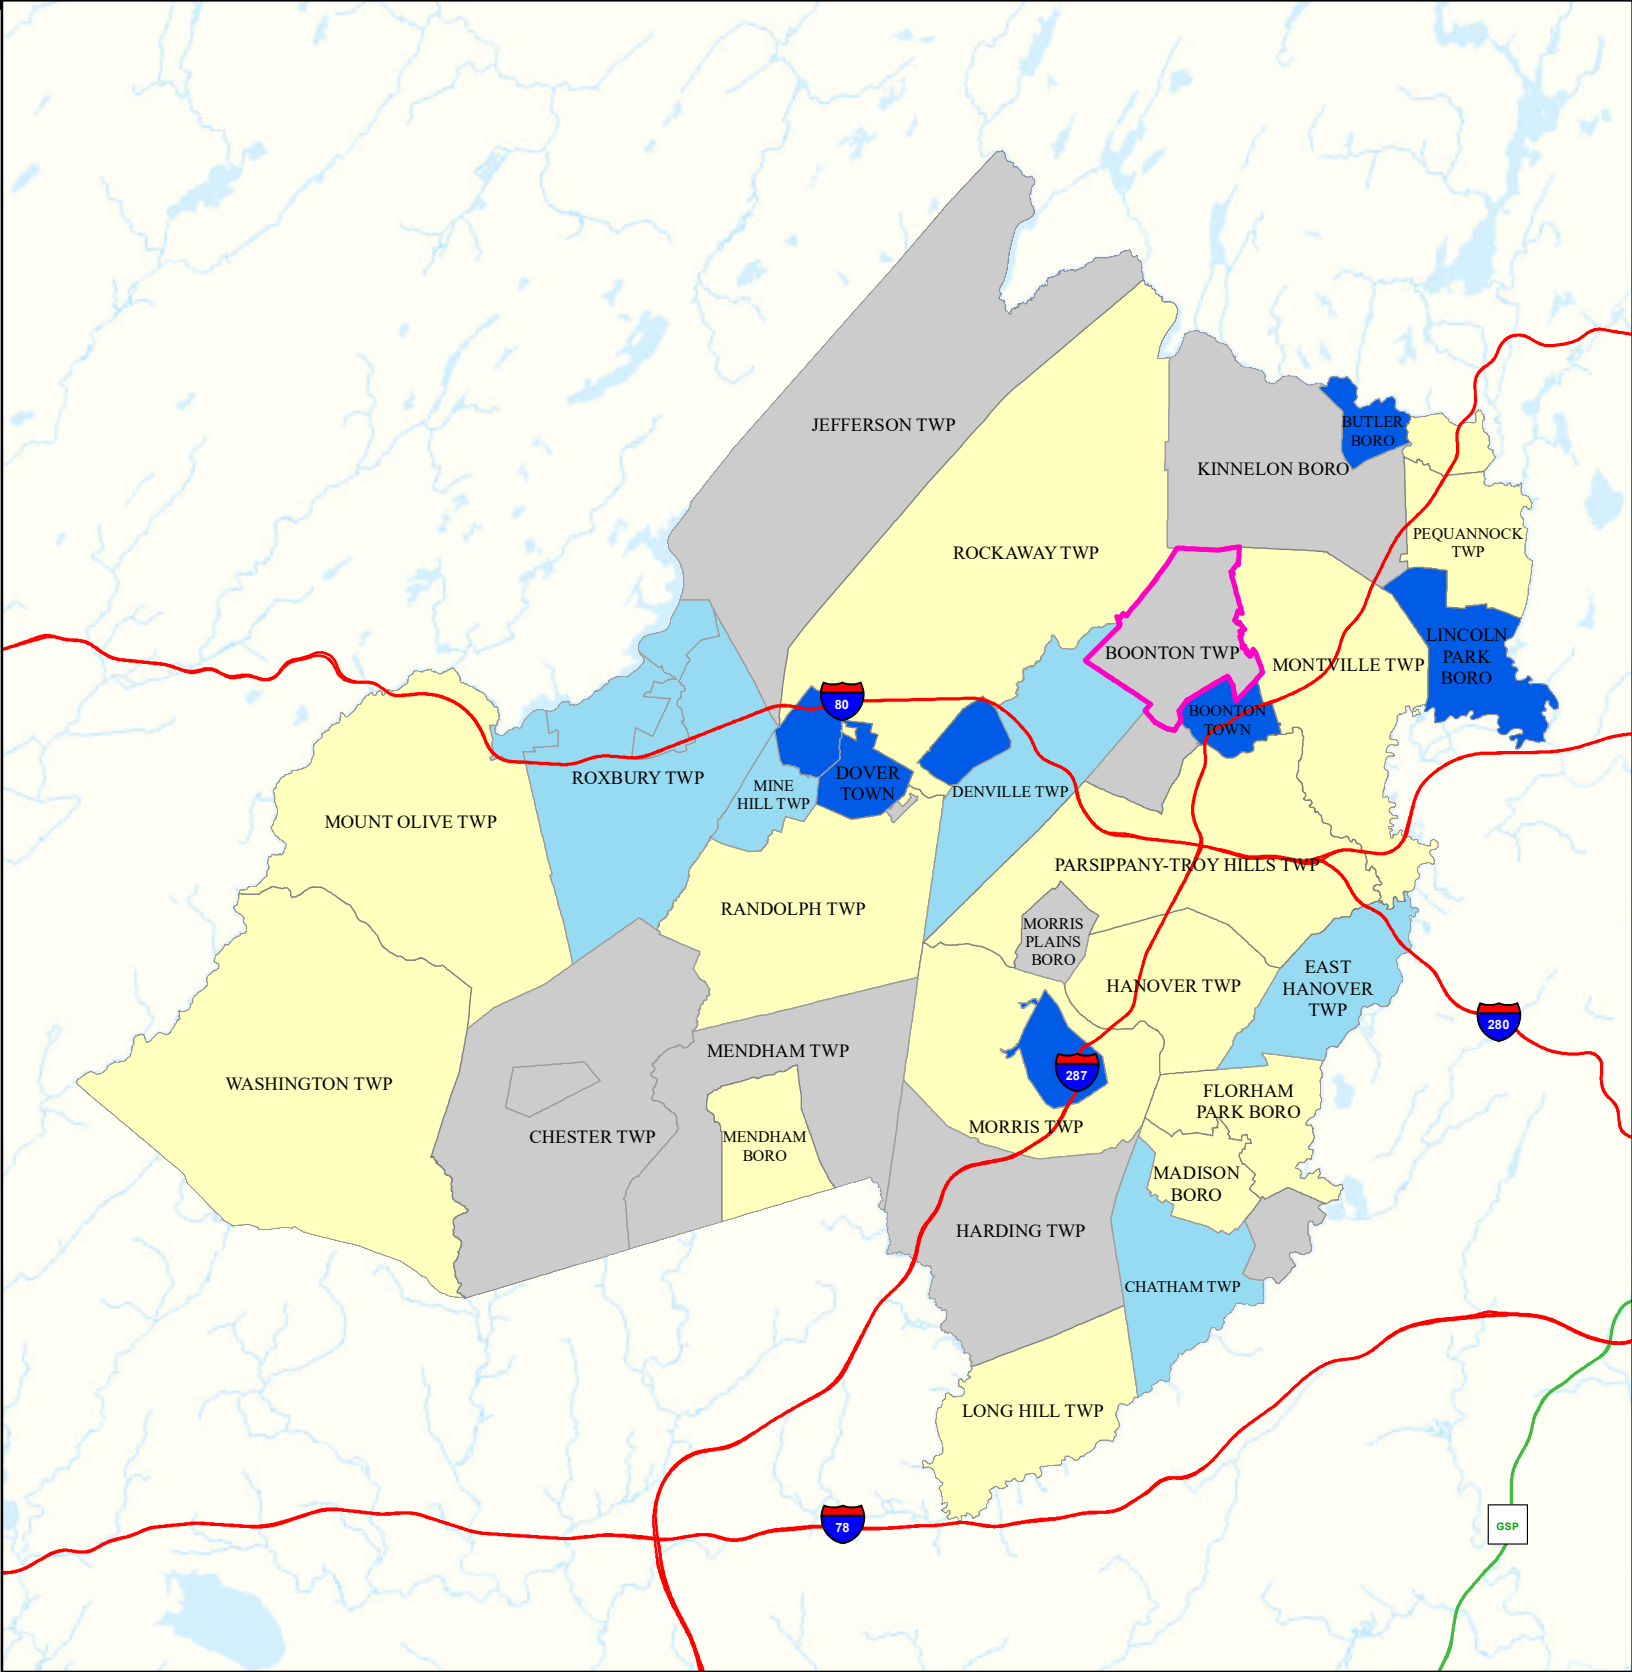 JEFFERSON TWP
BUTLER
BORO
KINNELON BORO
PEQUANNOCK
TWP
ROCKAWAY TWP
LINCOLN
PARK
BORO
BOONTON TWP
MONTVILLE TWP
80
BOONTON
TOWN
ROXBURY TWP
MINE
HILL TWP
DOVER
TOWN
DENVILLE TWP
MOUNT OLIVE TWP
PARSIPPANY-TROY HILLS TWP
RANDOLPH TWP
MORRIS
PLAINS
BORO
EAST
HANOVER
TWP
HANOVER TWP
280
MENDHAM TWP
287
WASHINGTON TWP
FLORHAM
PARK BORO
CHESTER TWP
MENDHAM
BORO
MORRIS TWP
MADISON
BORO
HARDING TWP
CHATHAM TWP
LONG HILL TWP
78
GSP